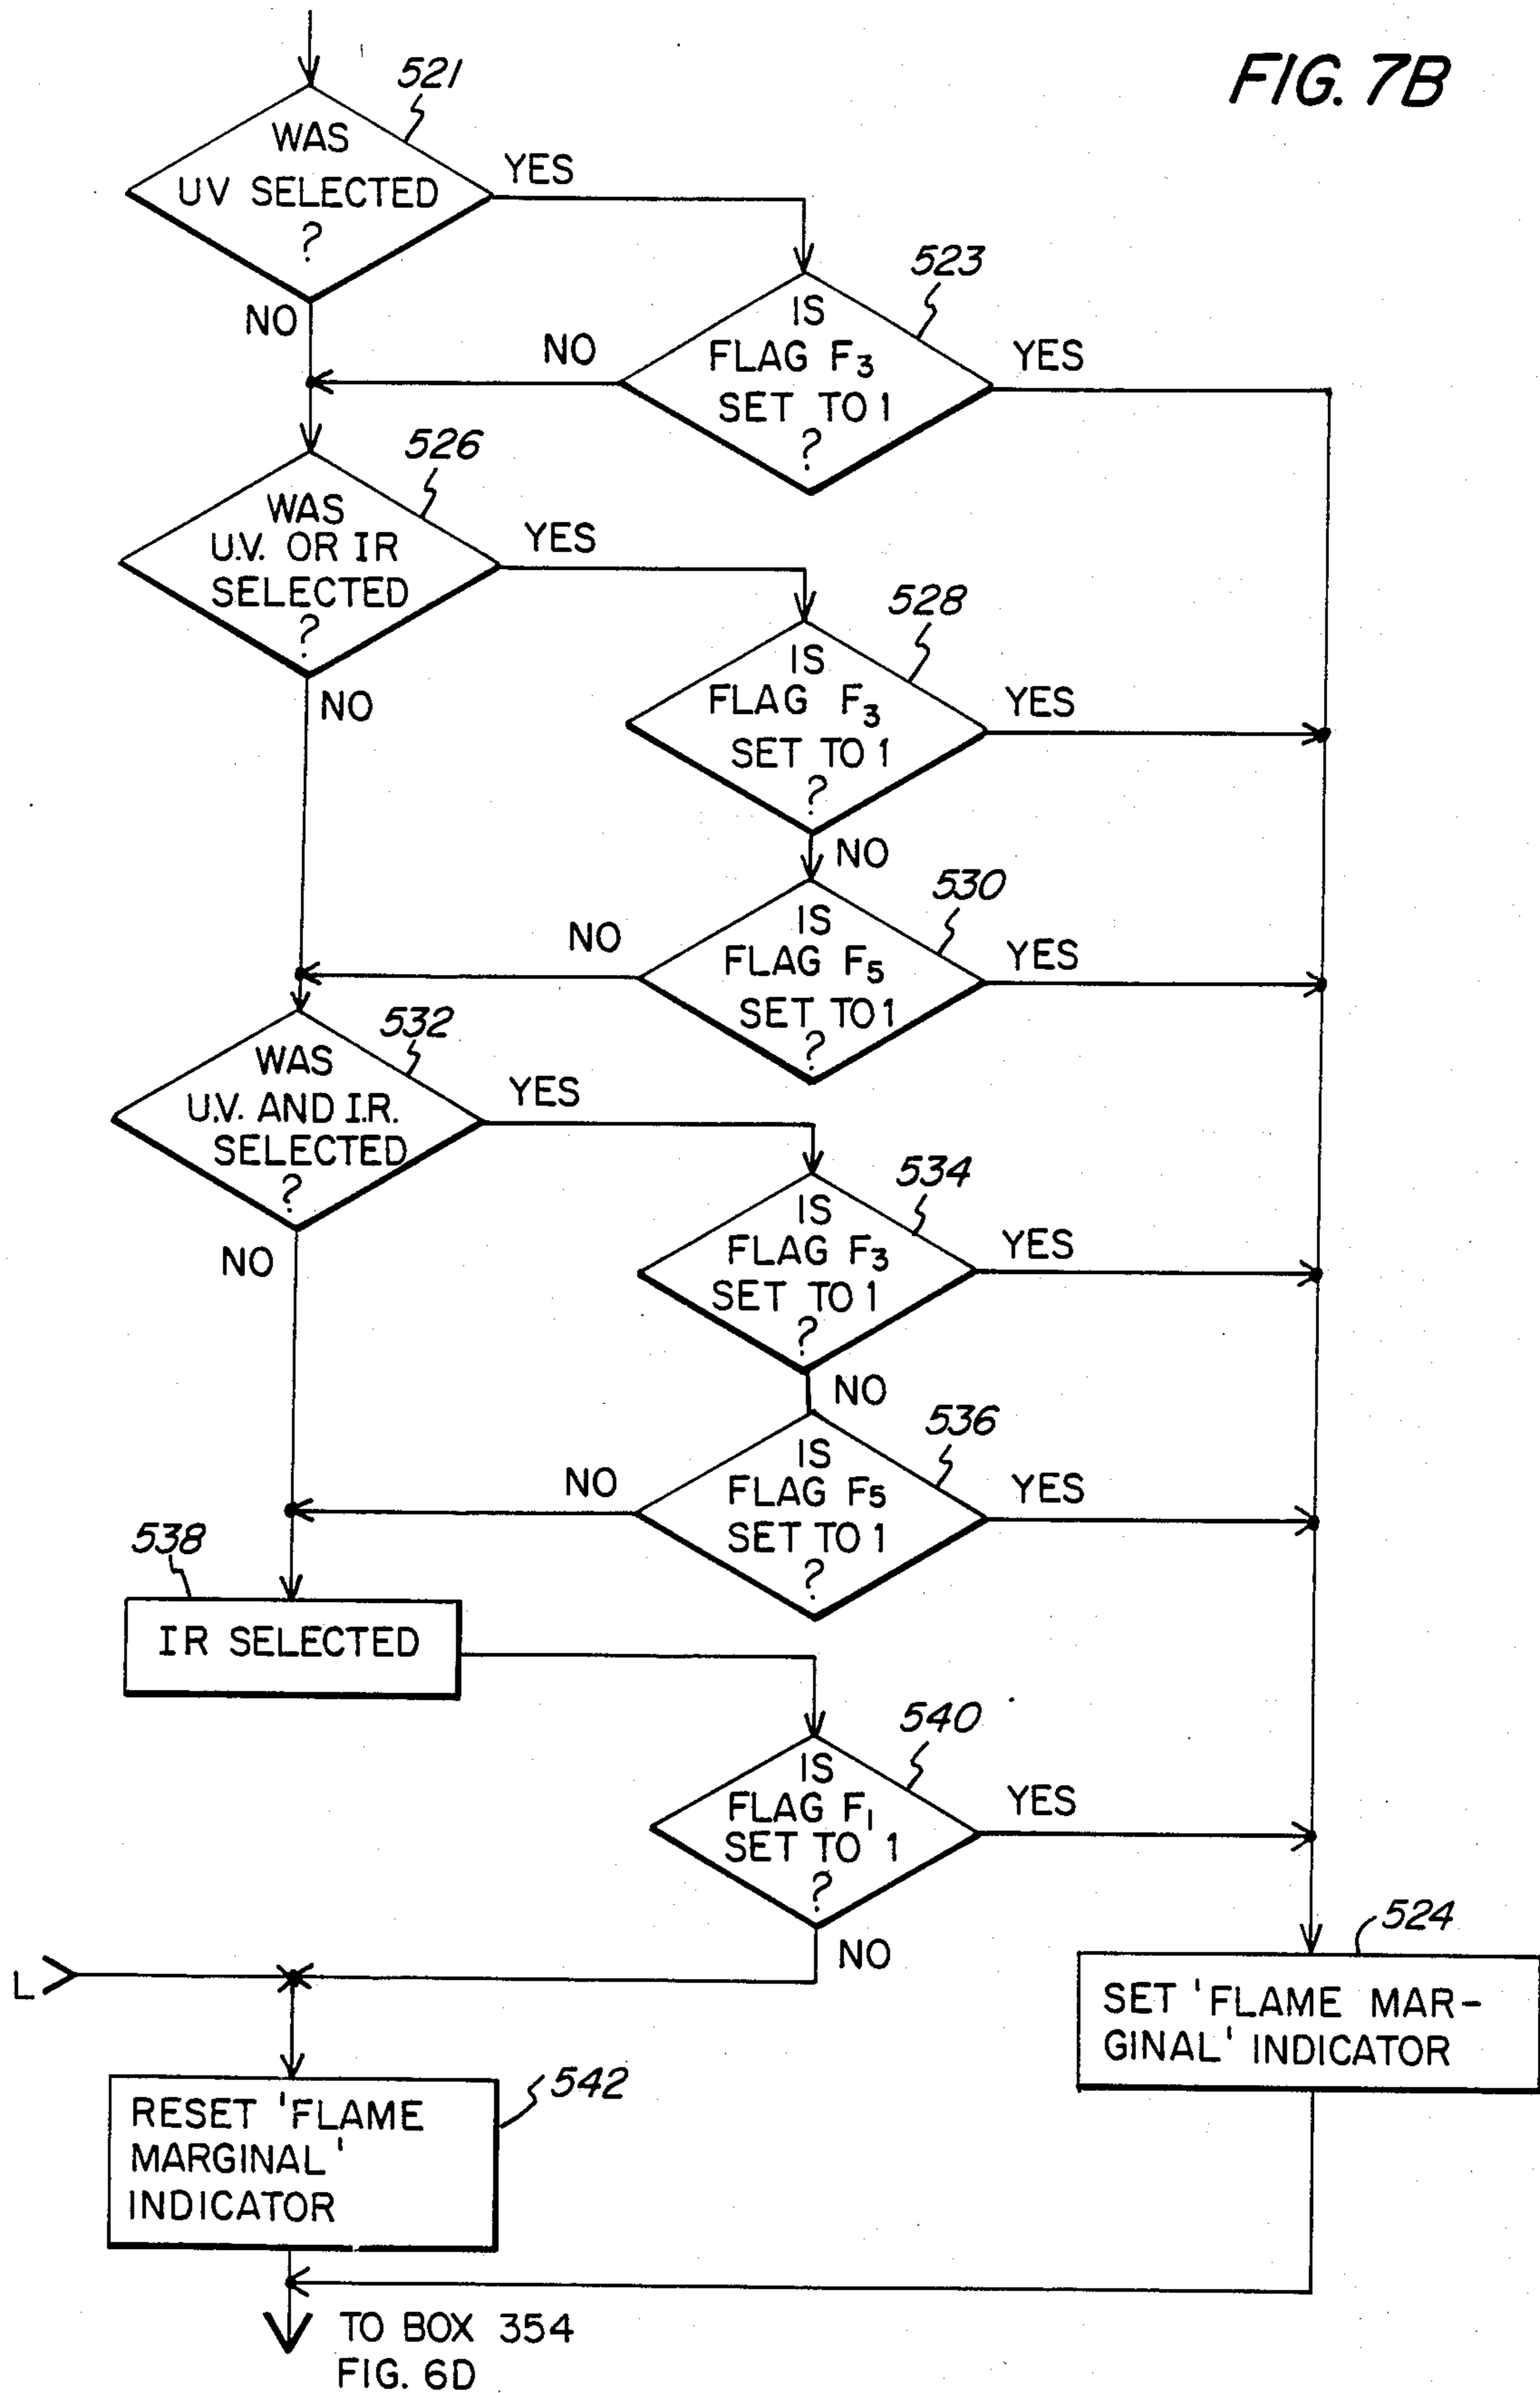 FIG. 7B
521
WAS
UV SELECTED
?
YES
NO
523
IS
FLAG F3
SET TO 1
?
NO
YES
526
WAS
U.V. OR IR
SELECTED
?
YES
NO
528
IS
FLAG F3
SET TO 1
?
YES
NO
530
IS
FLAG F5
SET TO 1
?
NO
YES
532
WAS
U.V. AND I.R.
SELECTED
?
YES
NO
534
IS
FLAG F3
SET TO 1
?
YES
NO
536
IS
FLAG F5
SET TO 1
?
NO
YES
538
IR SELECTED
540
IS
FLAG F1
SET TO 1
?
YES
NO
524
SET 'FLAME MAR-
GINAL' INDICATOR
L
542
RESET 'FLAME
MARGINAL'
INDICATOR
TO BOX 354
FIG. 6D